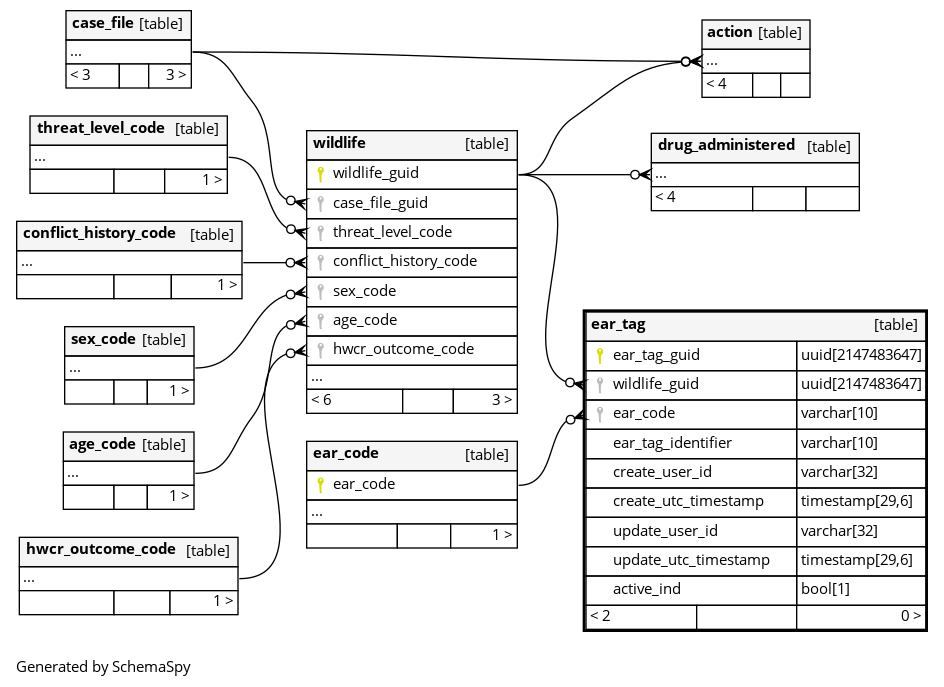 case_file [table]
...
< 3 3 >
threat_level_code [table]
...
1 >
conflict_history_code [table]
...
1 >
sex_code [table]
...
1 >
age_code [table]
...
1 >
hwcr_outcome_code [table]
...
1 >
wildlife [table]
wildlife_guid
case_file_guid
threat_level_code
conflict_history_code
sex_code
age_code
hwcr_outcome_code
...
< 6 3 >
ear_code [table]
ear_code
...
1 >
action [table]
...
< 4
drug_administered [table]
...
< 4
ear_tag [table]
ear_tag_guid uuid[2147483647]
wildlife_guid uuid[2147483647]
ear_code varchar[10]
ear_tag_identifier varchar[10]
create_user_id varchar[32]
create_utc_timestamp timestamp[29,6]
update_user_id varchar[32]
update_utc_timestamp timestamp[29,6]
active_ind bool[1]
< 2 0 >
Generated by SchemaSpy